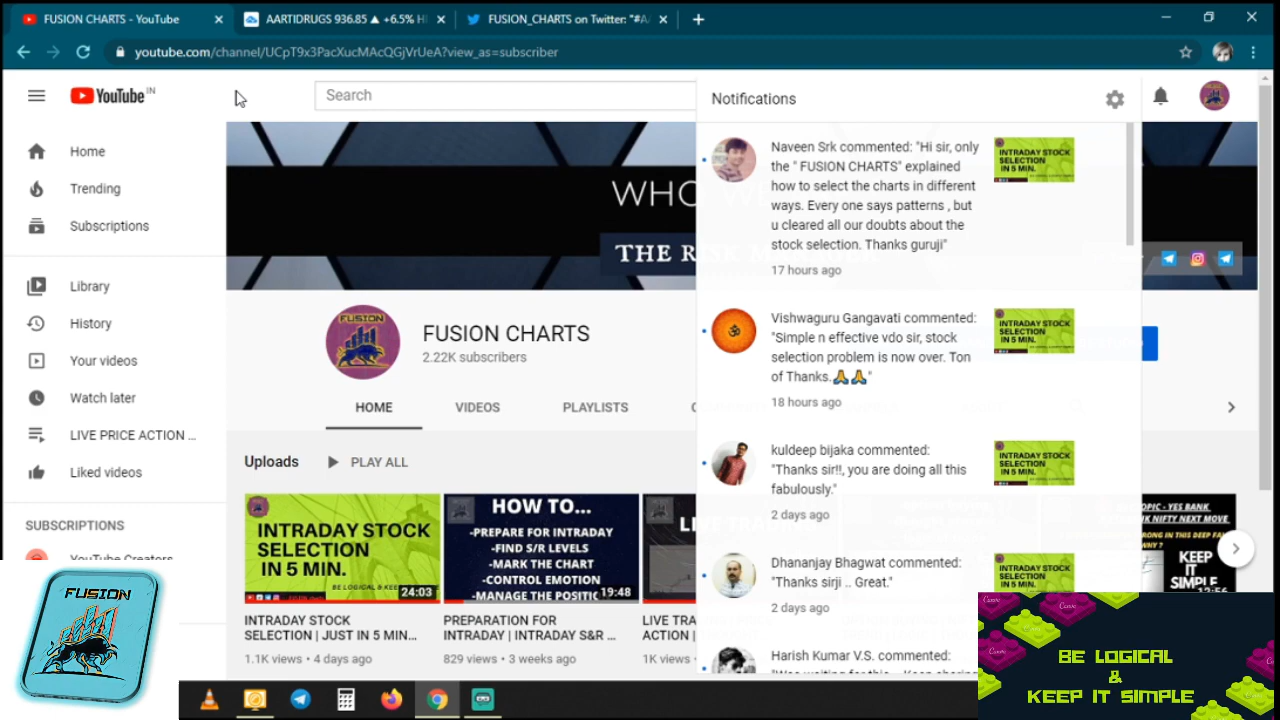 FUSION CHARTS - YouTube
AARTIDRUGS 936.85 ▲ +6.5%
FUSION_CHARTS on Twitter: "#A
youtube.com/channel/UCpT9x3PacXucMAcQGjVrUeA?view_as=subscriber
YouTube IN
Search
Notifications
Home
Trending
Subscriptions
Library
History
Your videos
Watch later
LIVE PRICE ACTION ...
Liked videos
SUBSCRIPTIONS
YouTube Creators
WHO WE
THE RISK
FUSION
FUSION CHARTS
2.22K subscribers
HOME
VIDEOS
PLAYLISTS
Uploads
PLAY ALL
INTRADAY STOCK
SELECTION
IN 5 MIN.
BE LOGICAL &
24:03
INTRADAY STOCK
SELECTION | JUST IN 5 MIN...
1.1K views • 4 days ago
HOW TO...
-PREPARE FOR INTRADAY
-FIND S/R LEVELS
-MARK THE CHART
-CONTROL EMOTION
-MANAGE THE
19:48
PREPARATION FOR
INTRADAY | INTRADAY S&R ...
829 views • 3 weeks ago
LIVE
ACTION |
1K views
Naveen Srk commented: "Hi sir, only
the " FUSION CHARTS" explained
how to select the charts in different
ways. Every one says patterns , but
u cleared all our doubts about the
stock selection. Thanks guruji"
17 hours ago
INTRADAY STOCK
SELECTION
IN 5 MIN.
Vishwaguru Gangavati commented:
"Simple n effective vdo sir, stock
selection problem is now over. Ton
of Thanks.🙏🙏"
18 hours ago
INTRADAY STOCK
SELECTION
IN 5 MIN.
kuldeep bijaka commented:
"Thanks sir!!, you are doing all this
fabulously."
2 days ago
INTRADAY STOCK
SELECTION
IN 5 MIN.
Dhananjay Bhagwat commented:
"Thanks sirji .. Great."
2 days ago
INTRADAY STOCK
SELECTION
IN 5 MIN.
Harish Kumar V.S. commented:
- YES BANK
NIFTY NEXT MOVE
KEEP
IT
SIMPLE
12:56
FUSION
Canva
Canva
Canva
Canva
Canva
BE LOGICAL
&
KEEP IT SIMPLE